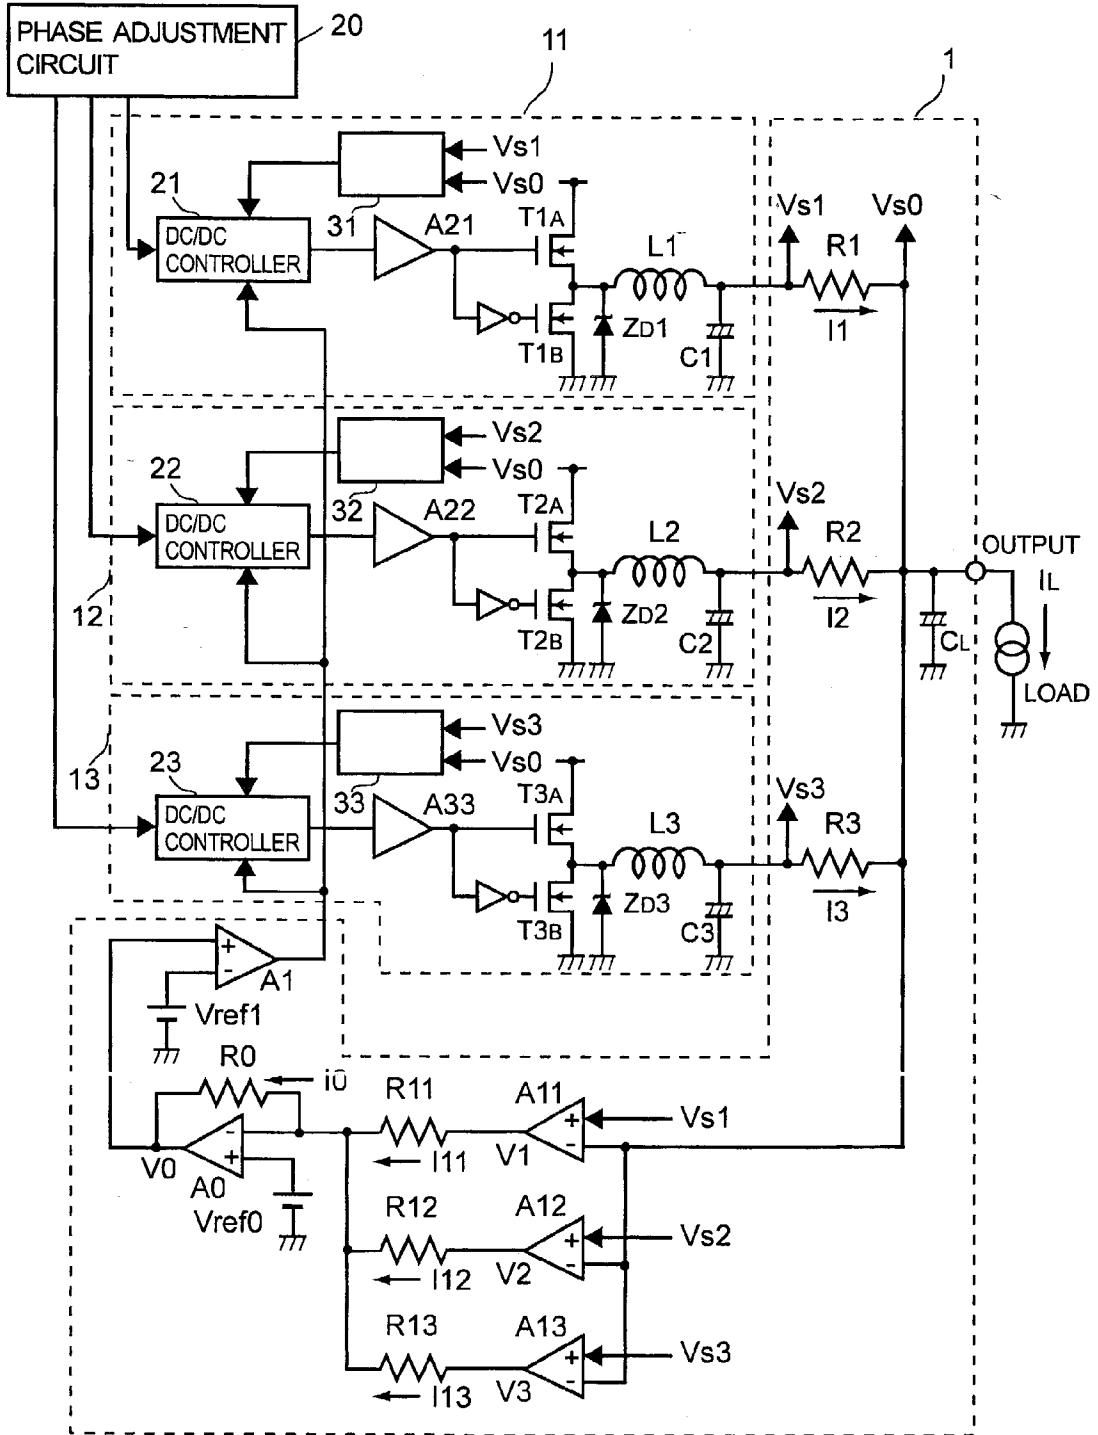 PHASE ADJUSTMENT
CIRCUIT
20
11
1
Vs1
Vs0
21
31
A21
T1A
DC/DC
CONTROLLER
L1
Vs1
Vs0
R1
I1
ZD1
C1
T1B
Vs2
Vs0
22
32
A22
T2A
DC/DC
CONTROLLER
L2
Vs2
R2
I2
OUTPUT
IL
12
ZD2
C2
T2B
CL
LOAD
Vs3
Vs0
13
23
33
A33
T3A
DC/DC
CONTROLLER
L3
Vs3
R3
I3
ZD3
C3
T3B
+
-
A1
Vref1
R0
i0
R11
A11
+
-
Vs1
V0
-
+
A0
I11
V1
Vref0
R12
A12
+
-
Vs2
I12
V2
R13
A13
+
-
Vs3
I13
V3